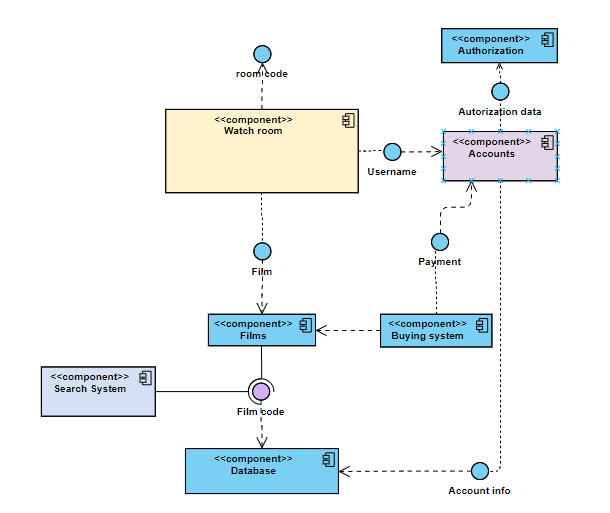 <<component>>
Authorization
room code
Autorization data
<<component>>
Watch room
<<component>>
Accounts
Username
Payment
Film
<<component>>
Films
<<component>>
Buying system
<<component>>
Search System
Film code
<<component>>
Database
Account info